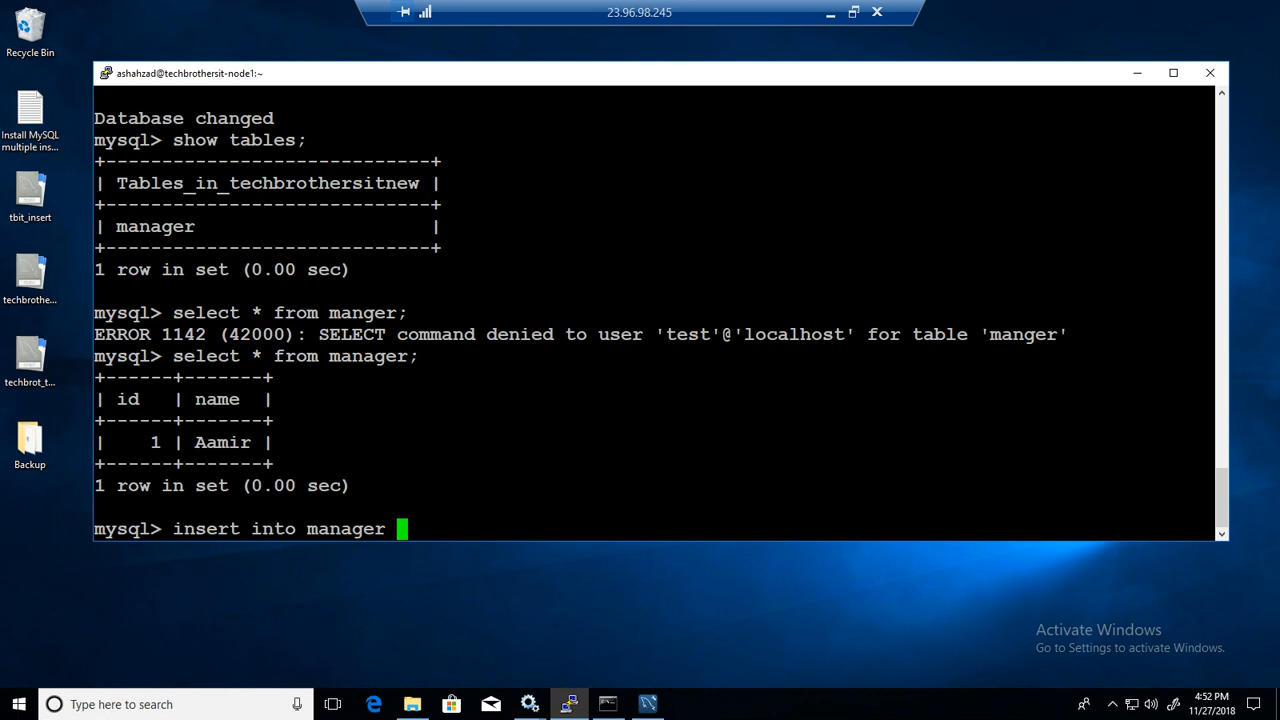 23.96.98.245
Recycle Bin
Install MySQL
multiple ins...
tbit_insert
techbrothe...
techbrot_t...
Backup
ashahzad@techbrothersit-node1:~
Database changed
mysql> show tables;
+-----------------------------+
| Tables_in_techbrothersitnew |
+-----------------------------+
| manager                     |
+-----------------------------+
1 row in set (0.00 sec)
mysql> select * from manger;
ERROR 1142 (42000): SELECT command denied to user 'test'@'localhost' for table 'manger'
mysql> select * from manager;
+------+-------+
| id   | name  |
+------+-------+
|    1 | Aamir |
+------+-------+
1 row in set (0.00 sec)
mysql> insert into manager
Activate Windows
Go to Settings to activate Windows.
Type here to search
4:52 PM
11/27/2018